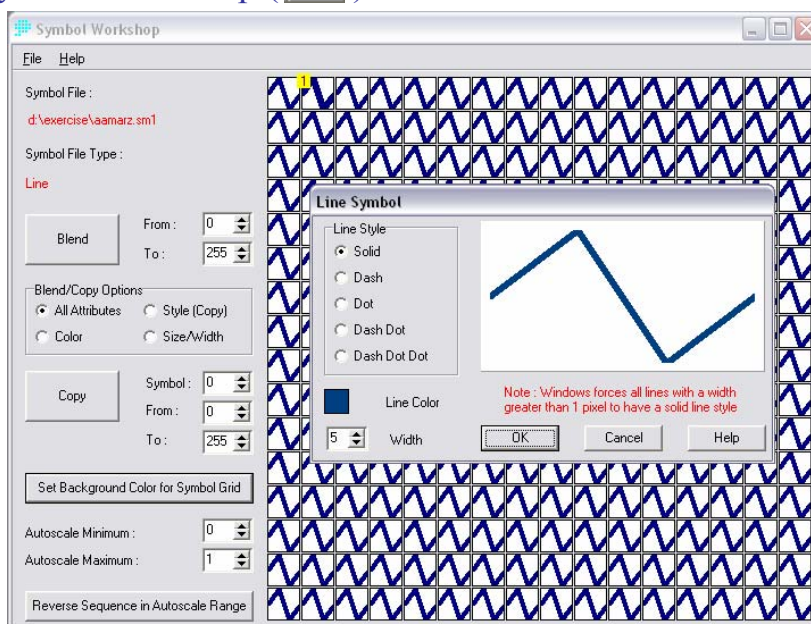 Symbol Workshop
File Help
Symbol File :
d:\exercise\aamarz.sm1
Symbol File Type :
Line
Blend
From : 0
To : 255
Blend/Copy Options
All Attributes Style (Copy)
Color Size/Width
Copy
Symbol : 0
From : 0
To : 255
Set Background Color for Symbol Grid
Autoscale Minimum : 0
Autoscale Maximum : 1
Reverse Sequence in Autoscale Range
1
Line Symbol
Line Style
Solid
Dash
Dot
Dash Dot
Dash Dot Dot
Line Color
5 Width
Note : Windows forces all lines with a width
greater than 1 pixel to have a solid line style
OK Cancel Help